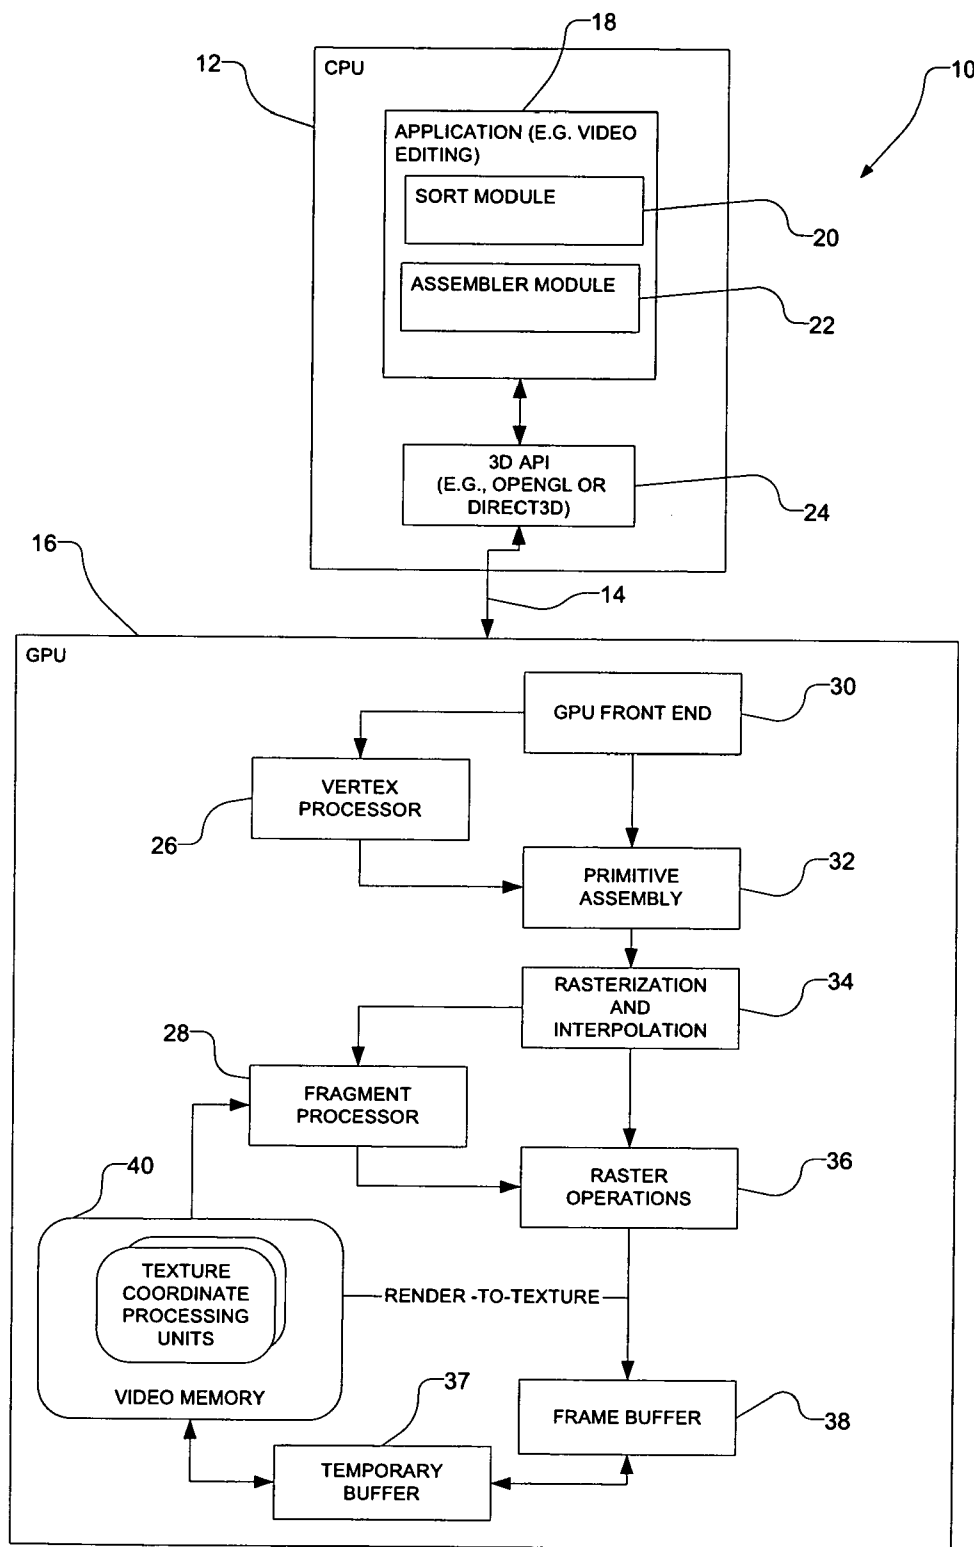 18
12
CPU
10
APPLICATION (E.G. VIDEO
EDITING)
SORT MODULE
20
ASSEMBLER MODULE
22
3D API
(E.G., OPENGL OR
DIRECT3D)
24
16
14
GPU
GPU FRONT END
30
VERTEX
PROCESSOR
26
PRIMITIVE
ASSEMBLY
32
RASTERIZATION
AND
INTERPOLATION
34
28
FRAGMENT
PROCESSOR
RASTER
OPERATIONS
36
40
TEXTURE
COORDINATE
PROCESSING
UNITS
RENDER -TO-TEXTURE
VIDEO MEMORY
37
FRAME BUFFER
38
TEMPORARY
BUFFER